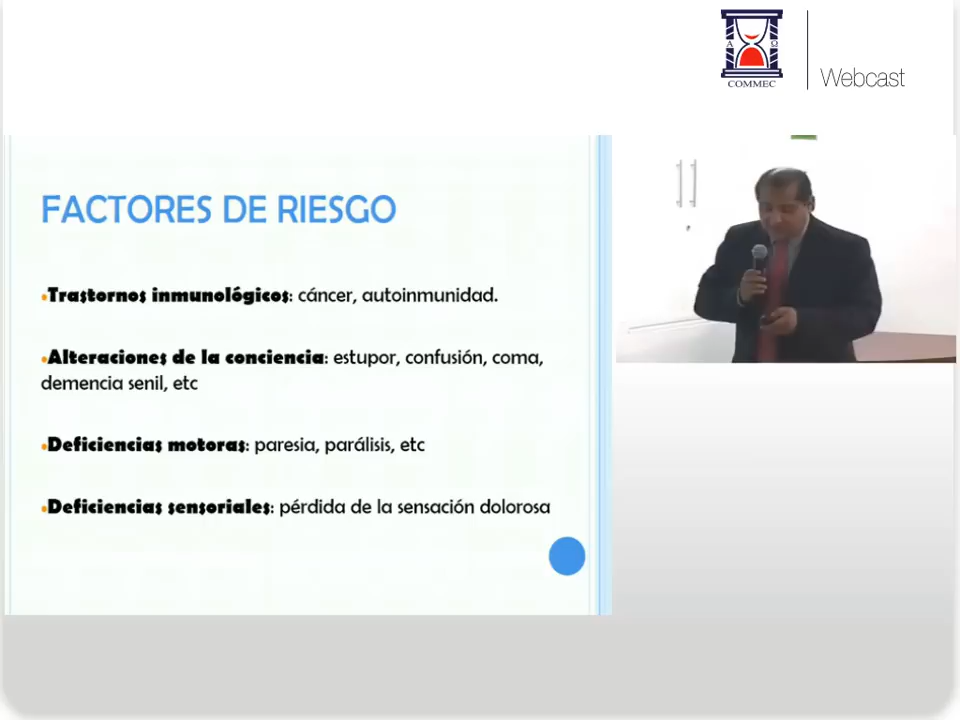 A Ω
COMMEC
Webcast
FACTORES DE RIESGO
•Trastornos inmunológicos: cáncer, autoinmunidad.
•Alteraciones de la conciencia: estupor, confusión, coma,
demencia senil, etc
•Deficiencias motoras: paresia, parálisis, etc
•Deficiencias sensoriales: pérdida de la sensación dolorosa